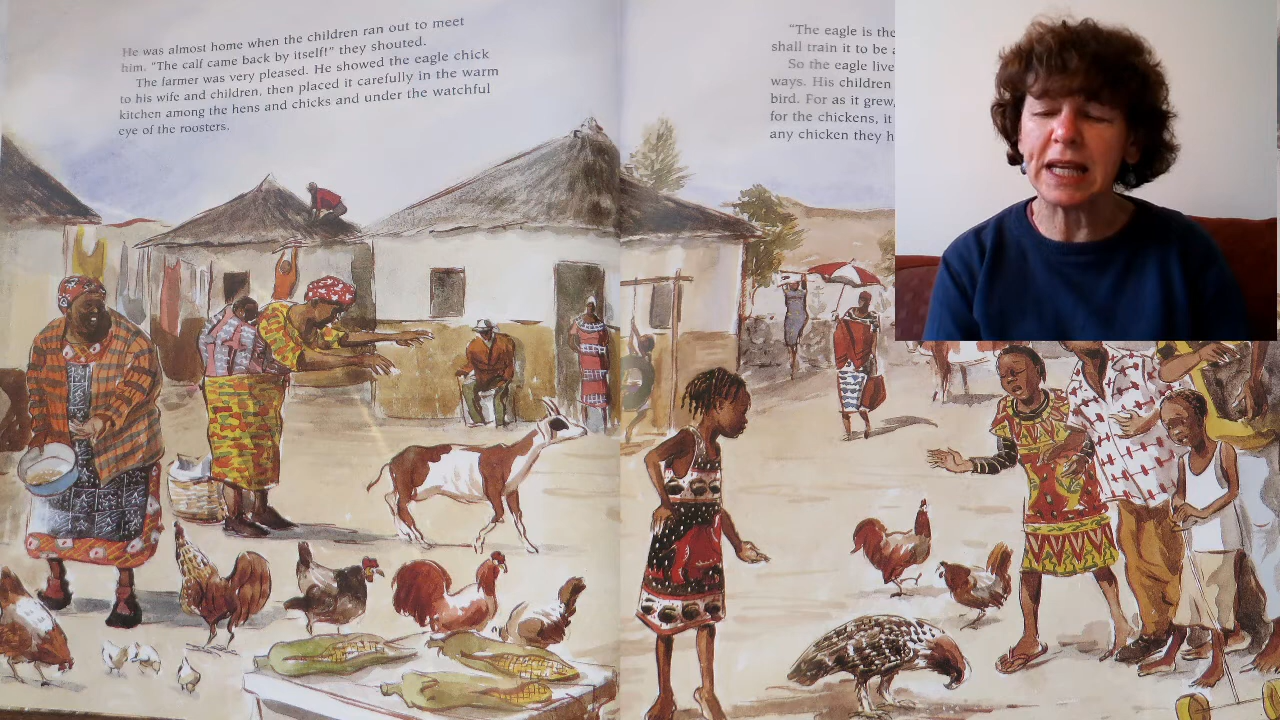 He was almost home when the children ran out to meet
him. "The calf came back by itself!" they shouted.
The farmer was very pleased. He showed the eagle chick
to his wife and children, then placed it carefully in the warm
kitchen among the hens and chicks and under the watchful
eye of the roosters.
"The eagle is the
shall train it to be a
So the eagle live
ways. His children
bird. For as it grew,
for the chickens, it
any chicken they h